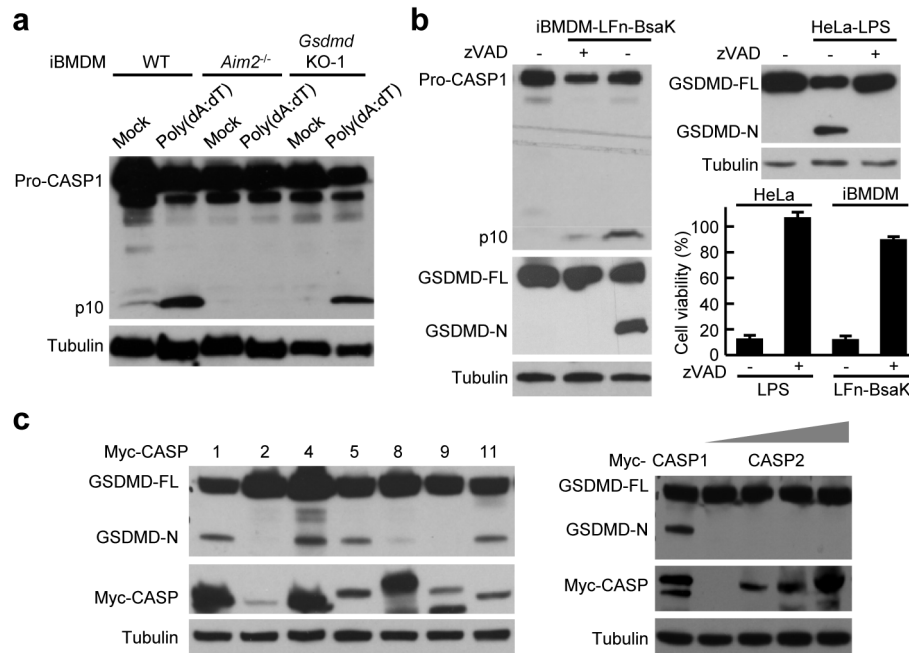 a
iBMDM WT Aim2-/- Gsdmd KO-1
Mock Poly(dA:dT) Mock Poly(dA:dT) Mock Poly(dA:dT)
Pro-CASP1
p10
Tubulin
b
iBMDM-LFn-BsaK
zVAD - + -
Pro-CASP1
p10
GSDMD-FL
GSDMD-N
Tubulin
HeLa-LPS
zVAD - - +
GSDMD-FL
GSDMD-N
Tubulin
HeLa iBMDM
Cell viability (%)
100
80
60
40
20
0
zVAD - + - +
LPS LFn-BsaK
c
Myc-CASP 1 2 4 5 8 9 11
GSDMD-FL
GSDMD-N
Myc-CASP
Tubulin
Myc- CASP1 CASP2
GSDMD-FL
GSDMD-N
Myc-CASP
Tubulin